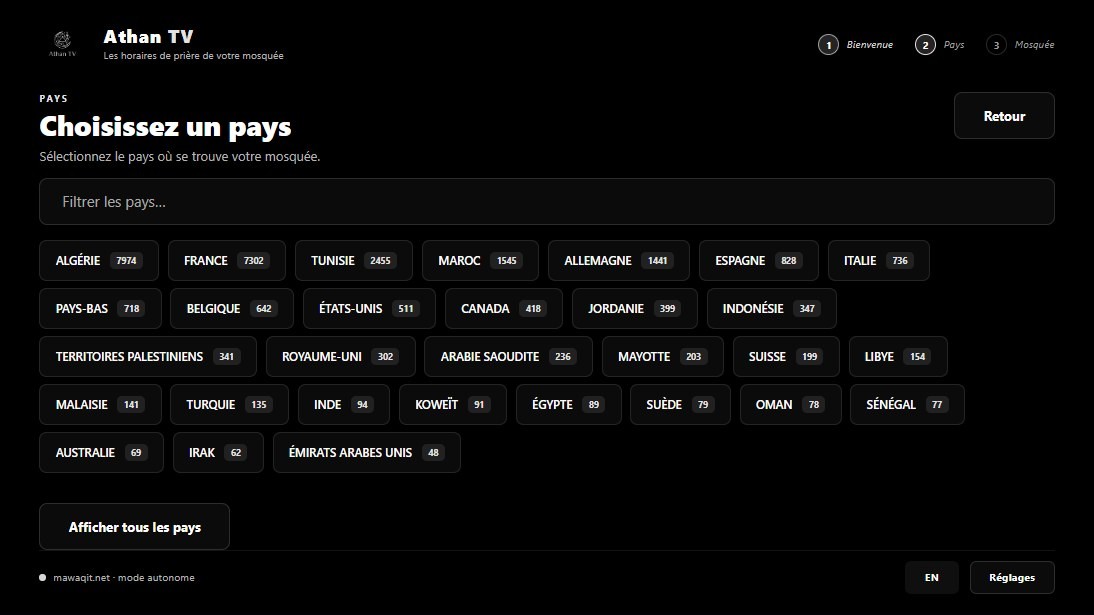 Athan TV
Athan TV
Les horaires de prière de votre mosquée
1 Bienvenue 2 Pays 3 Mosquée
PAYS
Choisissez un pays
Retour
Sélectionnez le pays où se trouve votre mosquée.
Filtrer les pays...
ALGÉRIE 7974 FRANCE 7302 TUNISIE 2455 MAROC 1545 ALLEMAGNE 1441 ESPAGNE 828 ITALIE 736
PAYS-BAS 718 BELGIQUE 642 ÉTATS-UNIS 511 CANADA 418 JORDANIE 399 INDONÉSIE 347
TERRITOIRES PALESTINIENS 341 ROYAUME-UNI 302 ARABIE SAOUDITE 236 MAYOTTE 203 SUISSE 199 LIBYE 154
MALAISIE 141 TURQUIE 135 INDE 94 KOWEÏT 91 ÉGYPTE 89 SUÈDE 79 OMAN 78 SÉNÉGAL 77
AUSTRALIE 69 IRAK 62 ÉMIRATS ARABES UNIS 48
Afficher tous les pays
mawaqit.net · mode autonome
EN Réglages